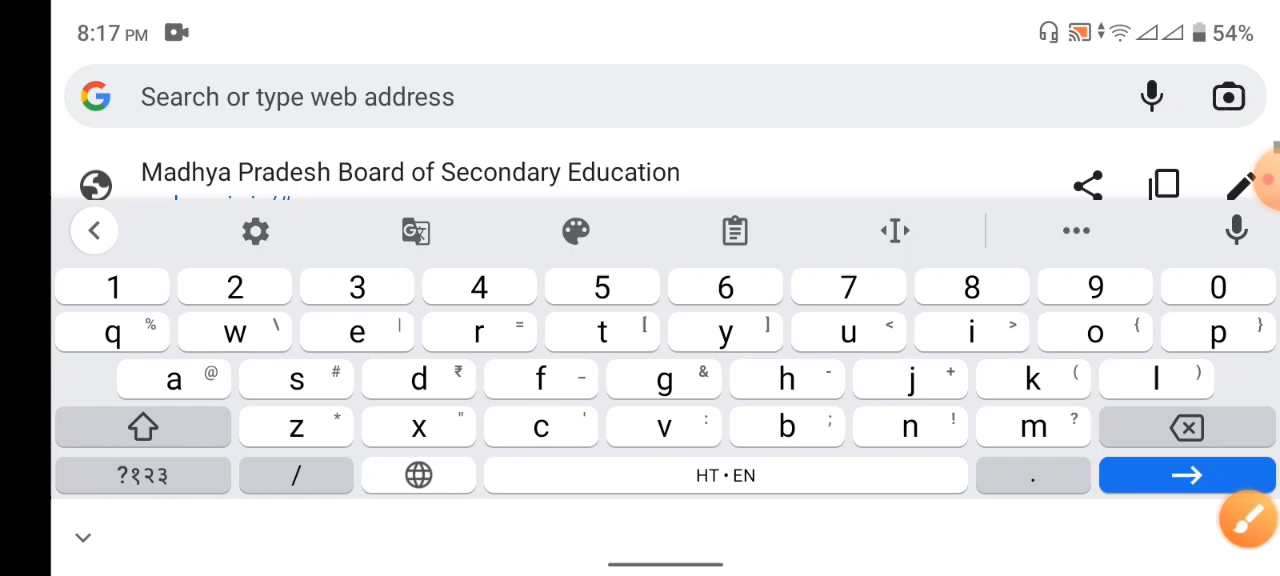 8:17 PM
54%
Search or type web address
Madhya Pradesh Board of Secondary Education
1 2 3 4 5 6 7 8 9 0
q % w \ e | r = t [ y ] u < i > o { p }
a @ s # d ₹ f _ g & h - j + k ( l )
z * x " c ' v : b ; n ! m ?
?१२३ / HT • EN .